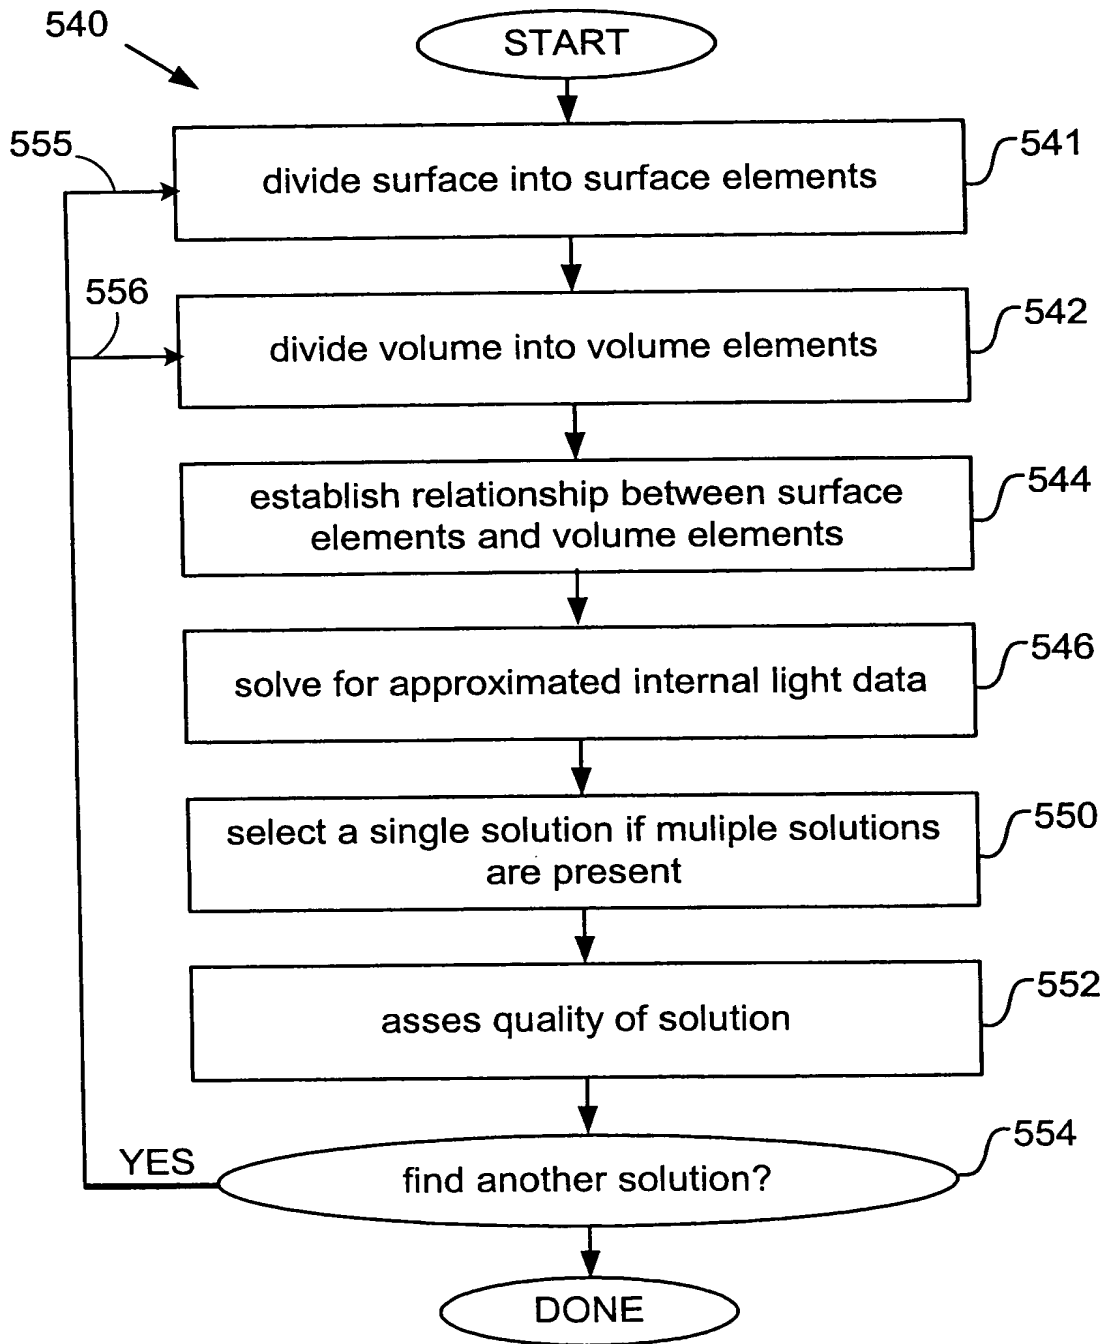 540
START
555
divide surface into surface elements
541
556
divide volume into volume elements
542
establish relationship between surface
elements and volume elements
544
solve for approximated internal light data
546
select a single solution if muliple solutions
are present
550
asses quality of solution
552
554
YES
find another solution?
DONE